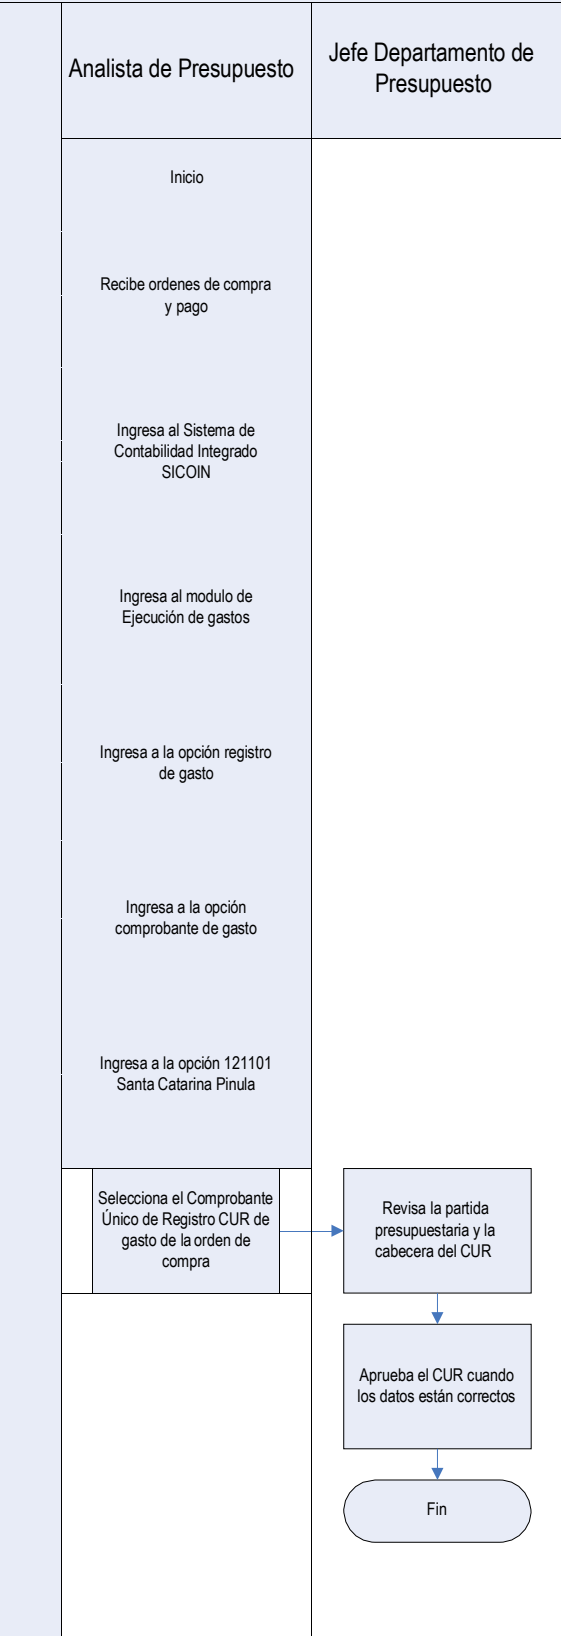 Analista de Presupuesto
Jefe Departamento de
Presupuesto
Inicio
Recibe ordenes de compra
y pago
Ingresa al Sistema de
Contabilidad Integrado
SICOIN
Ingresa al modulo de
Ejecución de gastos
Ingresa a la opción registro
de gasto
Ingresa a la opción
comprobante de gasto
Ingresa a la opción 121101
Santa Catarina Pinula
Selecciona el Comprobante
Único de Registro CUR de
gasto de la orden de
compra
Revisa la partida
presupuestaria y la
cabecera del CUR
Aprueba el CUR cuando
los datos están correctos
Fin